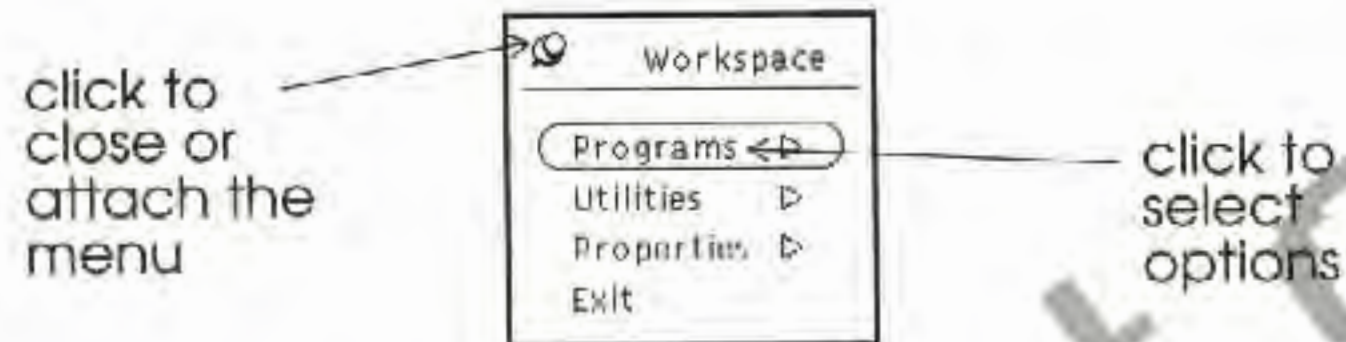 click to
close or
attach the
menu
Workspace
Programs
Utilities
Properties
Exit
click to
select
options